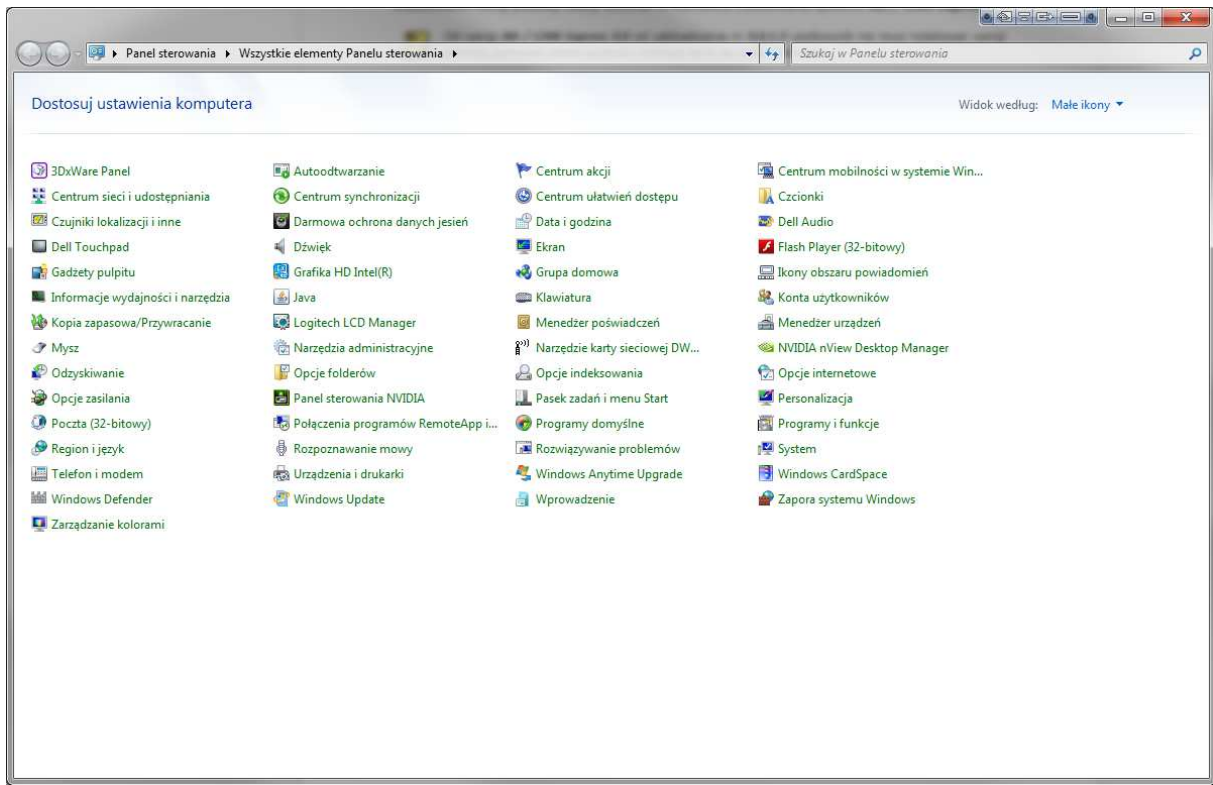 Panel sterowania Wszystkie elementy Panelu sterowania Szukaj w Panelu sterowania
Dostosuj ustawienia komputera Widok według: Małe ikony
3DxWare Panel Autoodtwarzanie Centrum akcji Centrum mobilności w systemie Win...
Centrum sieci i udostępniania Centrum synchronizacji Centrum ułatwień dostępu Czcionki
Czujniki lokalizacji i inne Darmowa ochrona danych jesień Data i godzina Dell Audio
Dell Touchpad Dźwięk Ekran Flash Player (32-bitowy)
Gadżety pulpitu Grafika HD Intel(R) Grupa domowa Ikony obszaru powiadomień
Informacje wydajności i narzędzia Java Klawiatura Konta użytkowników
Kopia zapasowa/Przywracanie Logitech LCD Manager Menedżer poświadczeń Menedżer urządzeń
Mysz Narzędzia administracyjne Narzędzie karty sieciowej DW... NVIDIA nView Desktop Manager
Odzyskiwanie Opcje folderów Opcje indeksowania Opcje internetowe
Opcje zasilania Panel sterowania NVIDIA Pasek zadań i menu Start Personalizacja
Poczta (32-bitowy) Połączenia programów RemoteApp i... Programy domyślne Programy i funkcje
Region i język Rozpoznawanie mowy Rozwiązywanie problemów System
Telefon i modem Urządzenia i drukarki Windows Anytime Upgrade Windows CardSpace
Windows Defender Windows Update Wprowadzenie Zapora systemu Windows
Zarządzanie kolorami